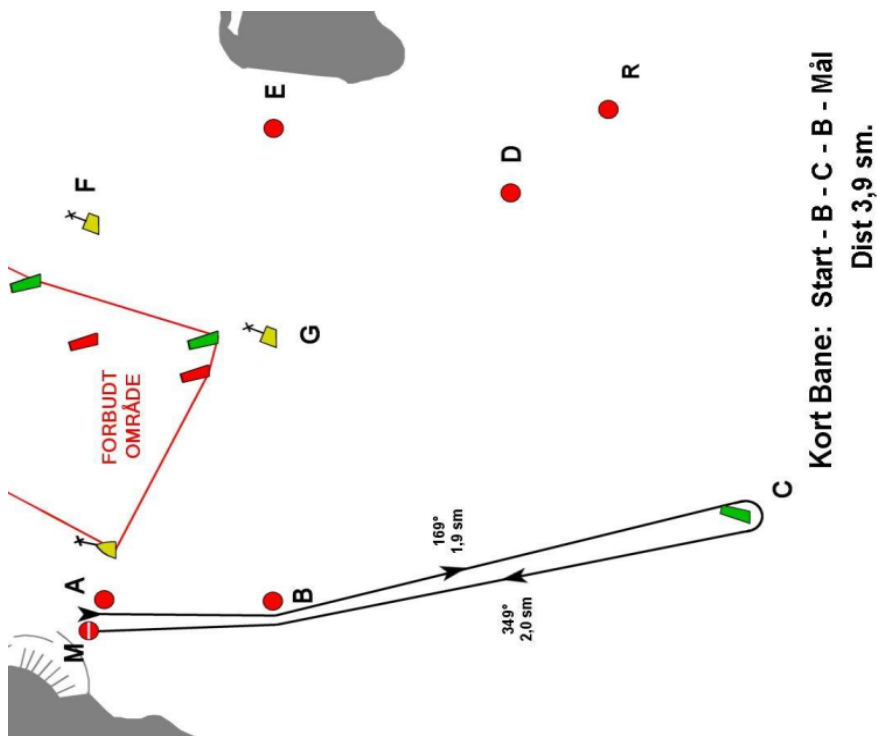 FORBUDT
OMRÅDE
F
E
R
D
G
A
M
B
C
169°
1,9 sm
349°
2,0 sm
Kort Bane: Start - B - C - B - Mål
Dist 3,9 sm.